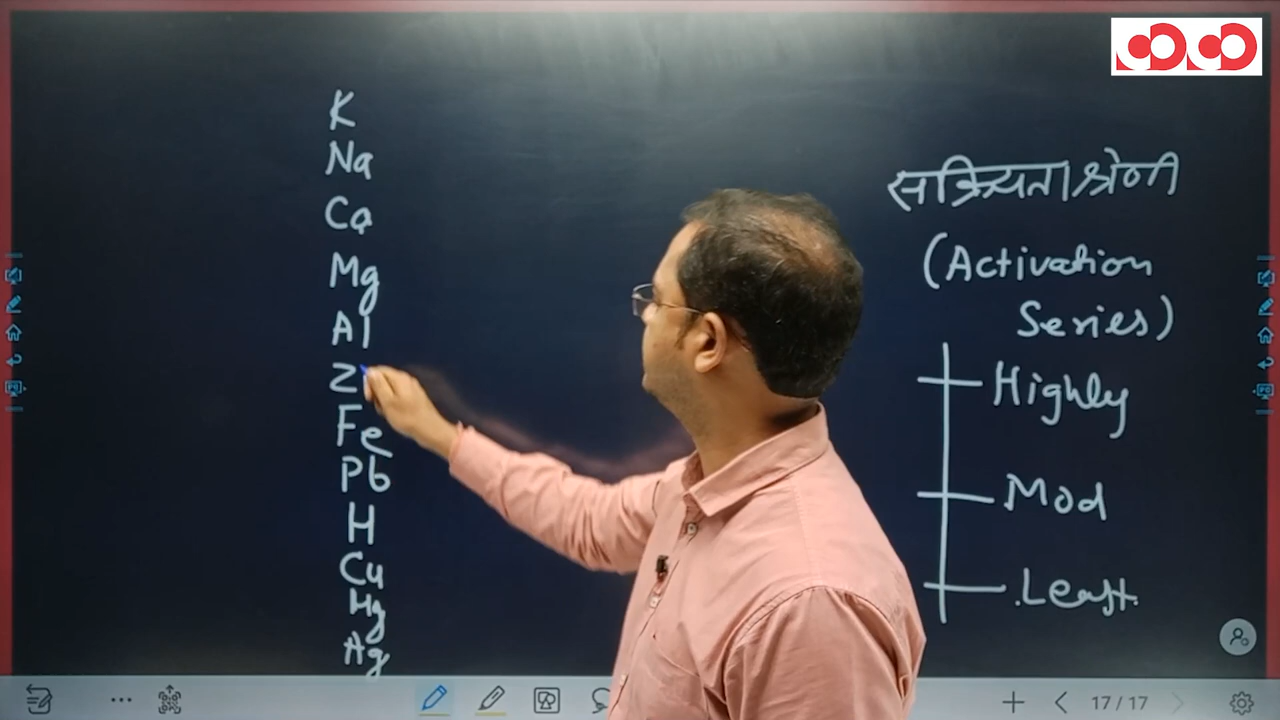 K
Na
Ca
Mg
Al
Fe
Pb
H
Cu
Hg
Ag
सक्रियता श्रेणी
(Activation
Series)
Highly
Mod
Least.
17 / 17